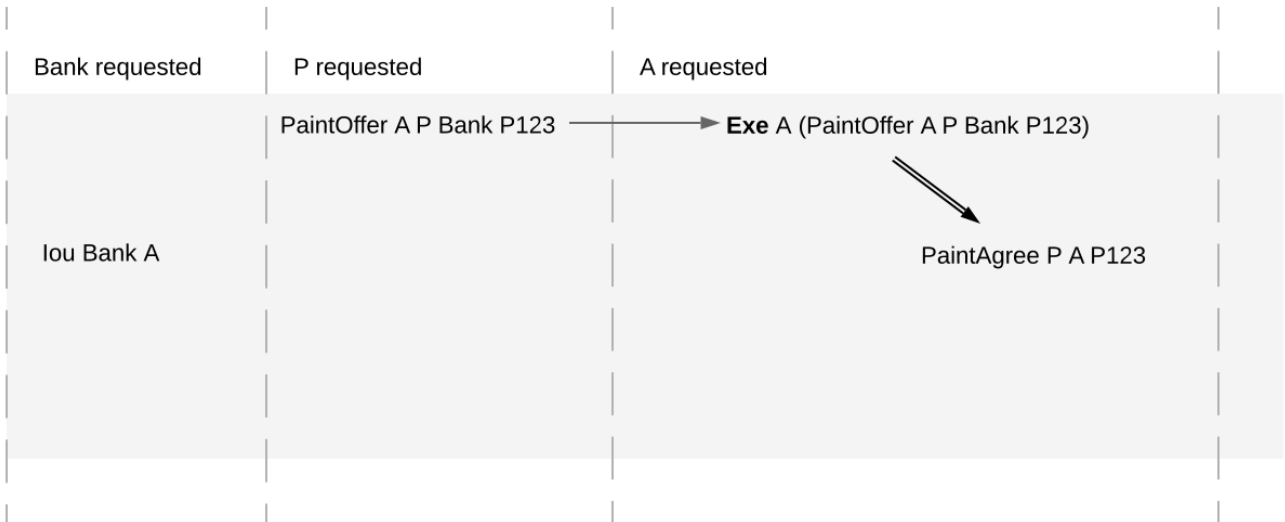 Bank requested
P requested
A requested
PaintOffer A P Bank P123
Exe A (PaintOffer A P Bank P123)
Iou Bank A
PaintAgree P A P123